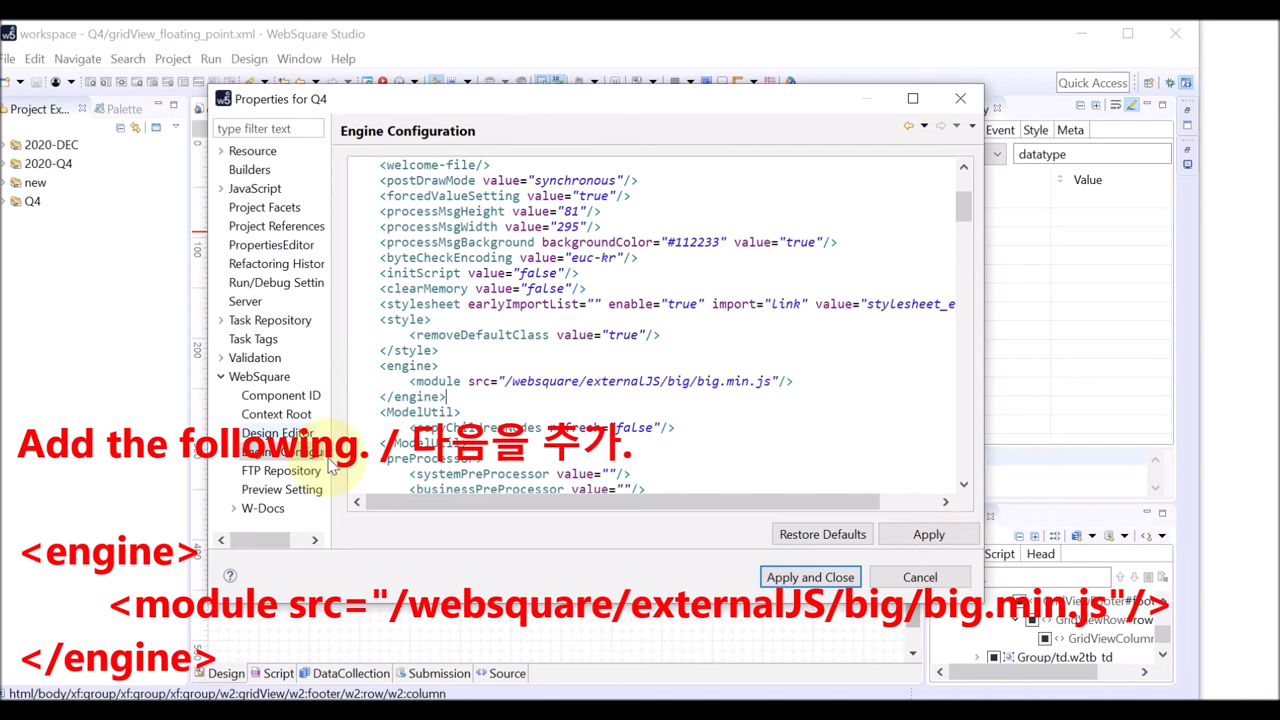 workspace - Q4/gridView_floating_point.xml - WebSquare Studio
File Edit Navigate Search Project Run Design Window Help
Quick Access
Project Ex... Palette
2020-DEC
2020-Q4
new
Q4
Properties for Q4
type filter text
Resource
Builders
JavaScript
Project Facets
Project References
PropertiesEditor
Refactoring Histor
Run/Debug Settin
Server
Task Repository
Task Tags
Validation
WebSquare
Component ID
Context Root
Design Editor
FTP Repository
Preview Setting
W-Docs
Engine Configuration
<welcome-file/>
<postDrawMode value="synchronous"/>
<forcedValueSetting value="true"/>
<processMsgHeight value="81"/>
<processMsgWidth value="295"/>
<processMsgBackground backgroundColor="#112233" value="true"/>
<byteCheckEncoding value="euc-kr"/>
<initScript value="false"/>
<clearMemory value="false"/>
<stylesheet earlyImportList="" enable="true" import="link" value="stylesheet_e
<style>
<removeDefaultClass value="true"/>
</style>
<engine>
<module src="/websquare/externalJS/big/big.min.js"/>
</engine>
<ModelUtil>
<systemPreProcessor value=""/>
<businessPreProcessor value=""/>
Restore Defaults Apply
Apply and Close Cancel
Event Style Meta
datatype
Value
Script Head
GridViewColumn
Group/td.w2tb td
Add the following. / 다음을 추가.
<engine>
<module src="/websquare/externalJS/big/big.min.js"/>
</engine>
Design Script DataCollection Submission Source
html/body/xf:group/xf:group/xf:group/w2:gridView/w2:footer/w2:row/w2:column